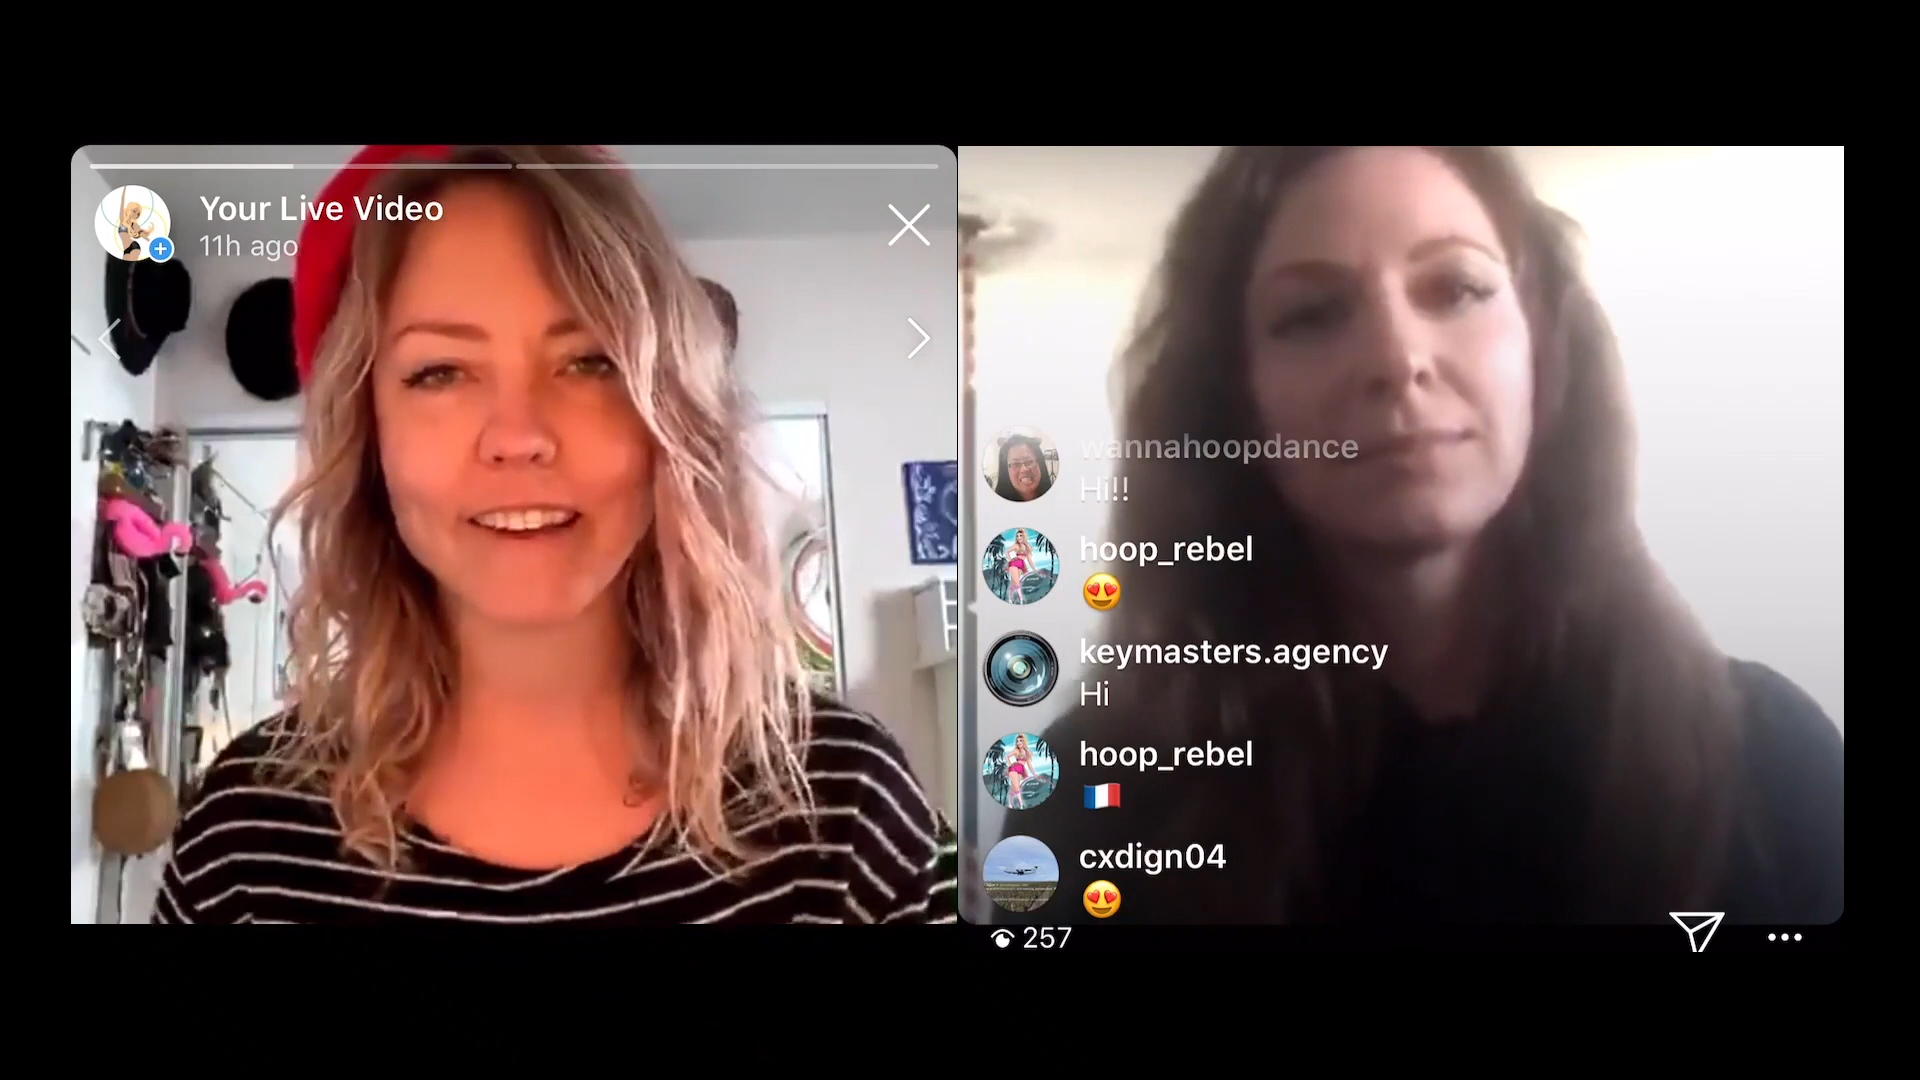 Your Live Video
11h ago
wannahoopdance
Hi!!
hoop_rebel
😍
keymasters.agency
Hi
hoop_rebel
🇫🇷
cxdign04
😍
257